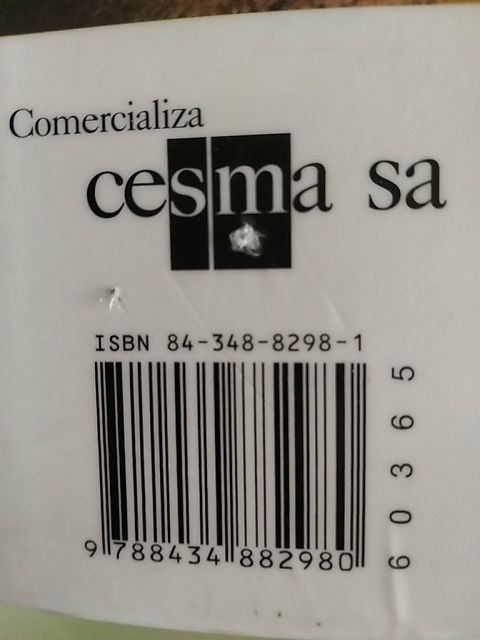 Comercializa
cesma sa
ISBN 84-348-8298-1
9 788434 882980
60365